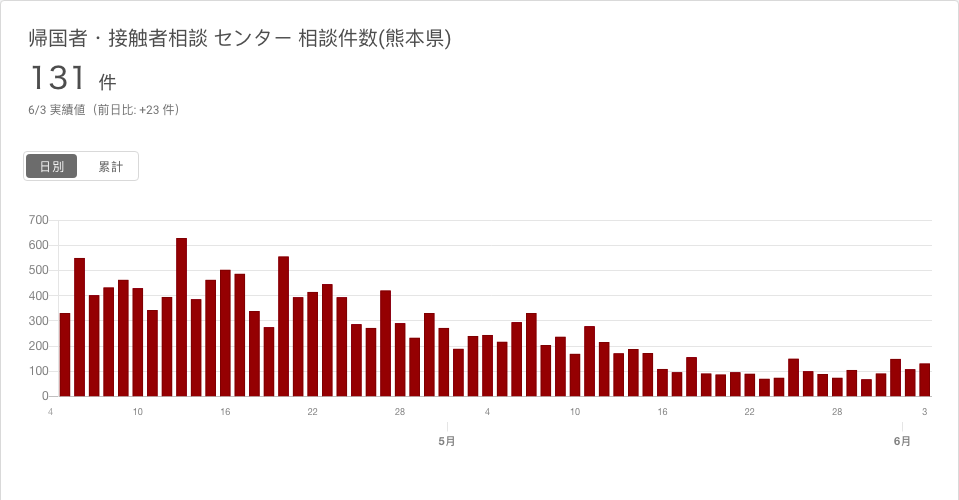 帰国者・接触者相談 センター 相談件数(熊本県)
131 件
6/3 実績値（前日比: +23 件）
日別 累計
700
600
500
400
300
200
100
0
4 10 16 22 28 4 10 16 22 28 3
5月 6月